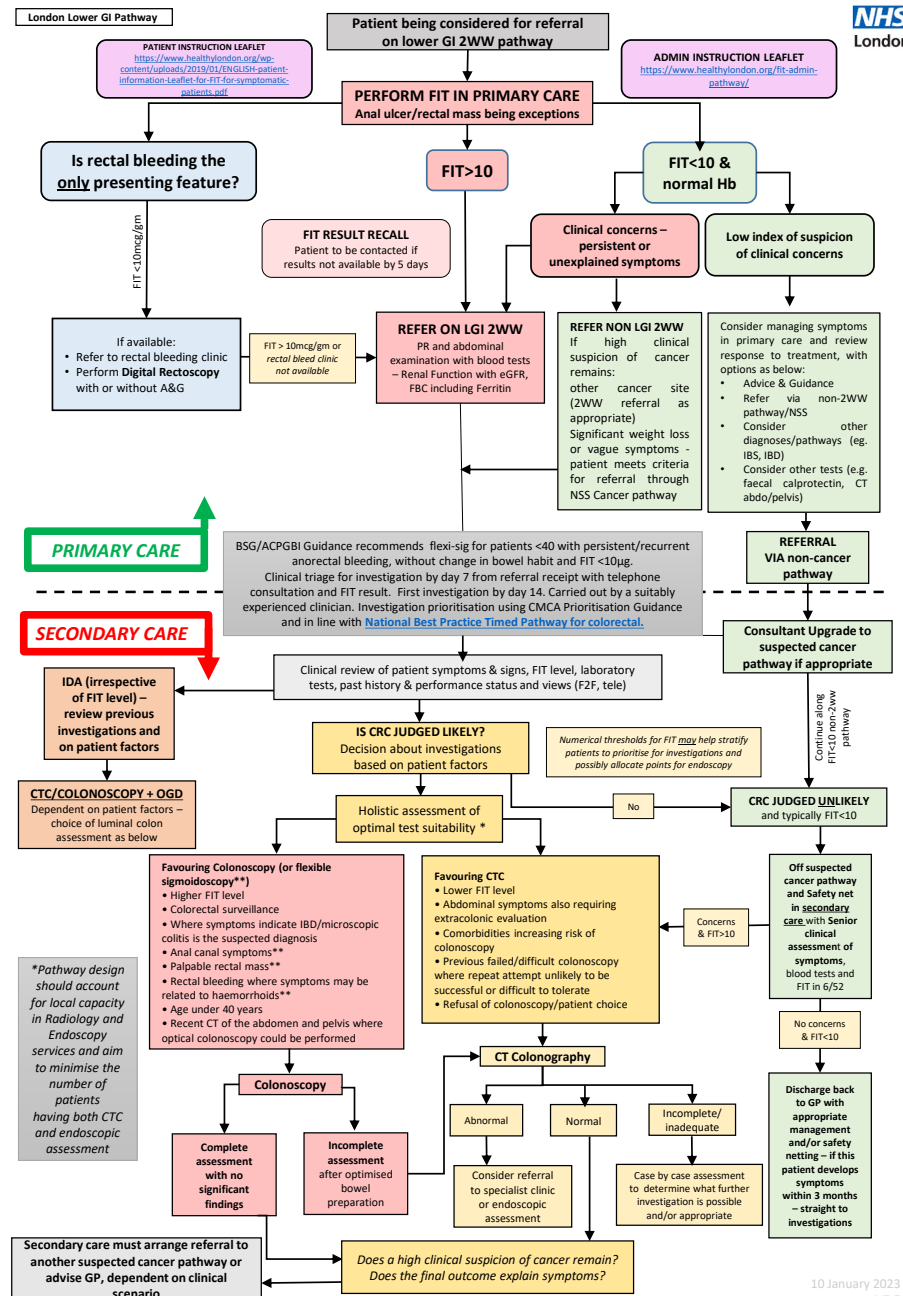 London Lower GI Pathway
Patient being considered for referral
on lower GI 2WW pathway
NHS
London
PATIENT INSTRUCTION LEAFLET
https://www.healthylondon.org/wp-
content/uploads/2019/01/ENGLISH-patient-
information-Leaflet-for-FIT-for-symptomatic-
patients.pdf
ADMIN INSTRUCTION LEAFLET
https://www.healthylondon.org/fit-admin-
pathway/
PERFORM FIT IN PRIMARY CARE
Anal ulcer/rectal mass being exceptions
Is rectal bleeding the
only presenting feature?
FIT>10
FIT<10 &
normal Hb
FIT <10mcg/gm
FIT RESULT RECALL
Patient to be contacted if
results not available by 5 days
Clinical concerns –
persistent or
unexplained symptoms
Low index of suspicion
of clinical concerns
If available:
• Refer to rectal bleeding clinic
• Perform Digital Rectoscopy
with or without A&G
FIT > 10mcg/gm or
rectal bleed clinic
not available
REFER ON LGI 2WW
PR and abdominal
examination with blood tests
– Renal Function with eGFR,
FBC including Ferritin
REFER NON LGI 2WW
If high clinical
suspicion of cancer
remains:
other cancer site
(2WW referral as
appropriate)
Significant weight loss
or vague symptoms -
patient meets criteria
for referral through
NSS Cancer pathway
Consider managing symptoms
in primary care and review
response to treatment, with
options as below:
• Advice & Guidance
• Refer via non-2WW
pathway/NSS
• Consider other
diagnoses/pathways (eg.
IBS, IBD)
• Consider other tests (e.g.
faecal calprotectin, CT
abdo/pelvis)
PRIMARY CARE
BSG/ACPGBI Guidance recommends flexi-sig for patients <40 with persistent/recurrent
anorectal bleeding, without change in bowel habit and FIT <10µg.
Clinical triage for investigation by day 7 from referral receipt with telephone
consultation and FIT result. First investigation by day 14. Carried out by a suitably
experienced clinician. Investigation prioritisation using CMCA Prioritisation Guidance
and in line with National Best Practice Timed Pathway for colorectal.
REFERRAL
VIA non-cancer
pathway
SECONDARY CARE
Consultant Upgrade to
suspected cancer
pathway if appropriate
Clinical review of patient symptoms & signs, FIT level, laboratory
tests, past history & performance status and views (F2F, tele)
IDA (irrespective
of FIT level) –
review previous
investigations and
on patient factors
IS CRC JUDGED LIKELY?
Decision about investigations
based on patient factors
Numerical thresholds for FIT may help stratify
patients to prioritise for investigations and
possibly allocate points for endoscopy
Continue along
FIT<10 non-2ww
pathway
CTC/COLONOSCOPY + OGD
Dependent on patient factors –
choice of luminal colon
assessment as below
Holistic assessment of
optimal test suitability *
No
CRC JUDGED UNLIKELY
and typically FIT<10
Favouring Colonoscopy (or flexible
sigmoidoscopy**)
• Higher FIT level
• Colorectal surveillance
• Where symptoms indicate IBD/microscopic
colitis is the suspected diagnosis
• Anal canal symptoms**
• Palpable rectal mass**
• Rectal bleeding where symptoms may be
related to haemorrhoids**
• Age under 40 years
• Recent CT of the abdomen and pelvis where
optical colonoscopy could be performed
Favouring CTC
• Lower FIT level
• Abdominal symptoms also requiring
extracolonic evaluation
• Comorbidities increasing risk of
colonoscopy
• Previous failed/difficult colonoscopy
where repeat attempt unlikely to be
successful or difficult to tolerate
• Refusal of colonoscopy/patient choice
Concerns
& FIT>10
Off suspected
cancer pathway
and Safety net
in secondary
care with Senior
clinical
assessment of
symptoms,
blood tests and
FIT in 6/52
*Pathway design
should account
for local capacity
in Radiology and
Endoscopy
services and aim
to minimise the
number of
patients
having both CTC
and endoscopic
assessment
No concerns
& FIT<10
Colonoscopy
CT Colonography
Complete
assessment
with no
significant
findings
Incomplete
assessment
after optimised
bowel
preparation
Abnormal
Normal
Incomplete/
inadequate
Consider referral
to specialist clinic
or endoscopic
assessment
Case by case assessment
to determine what further
investigation is possible
and/or appropriate
Discharge back
to GP with
appropriate
management
and/or safety
netting – if this
patient develops
symptoms
within 3 months
– straight to
investigations
Secondary care must arrange referral to
another suspected cancer pathway or
advise GP, dependent on clinical
scenario
Does a high clinical suspicion of cancer remain?
Does the final outcome explain symptoms?
10 January 2023